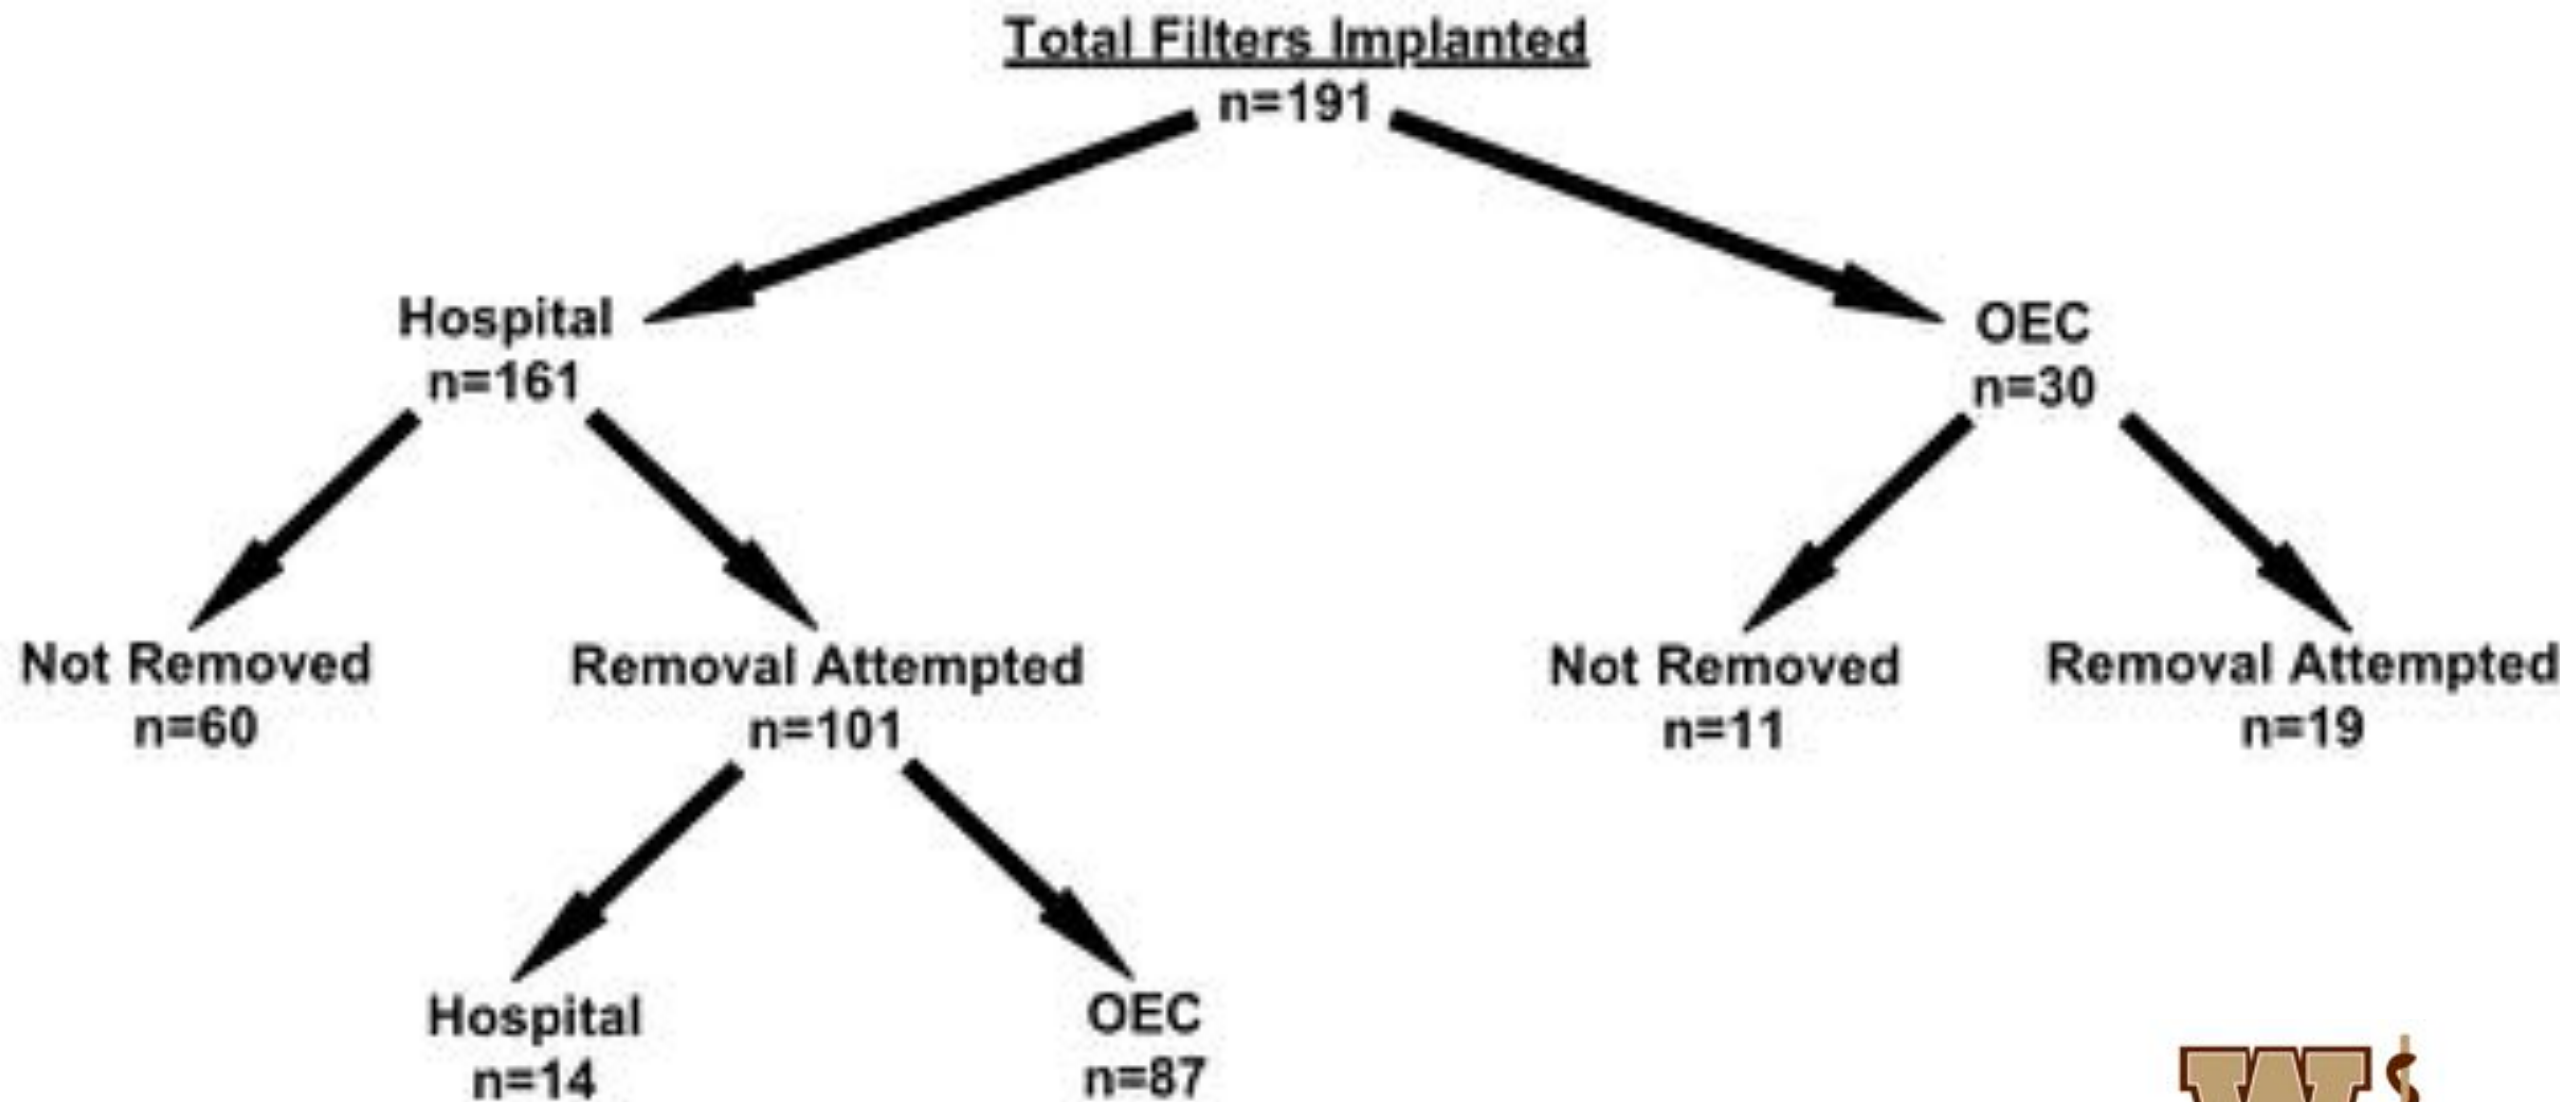 Total Filters Implanted
n=191
Hospital
n=161
OEC
n=30
Not Removed
n=60
Removal Attempted
n=101
Not Removed
n=11
Removal Attempted
n=19
Hospital
n=14
OEC
n=87
W